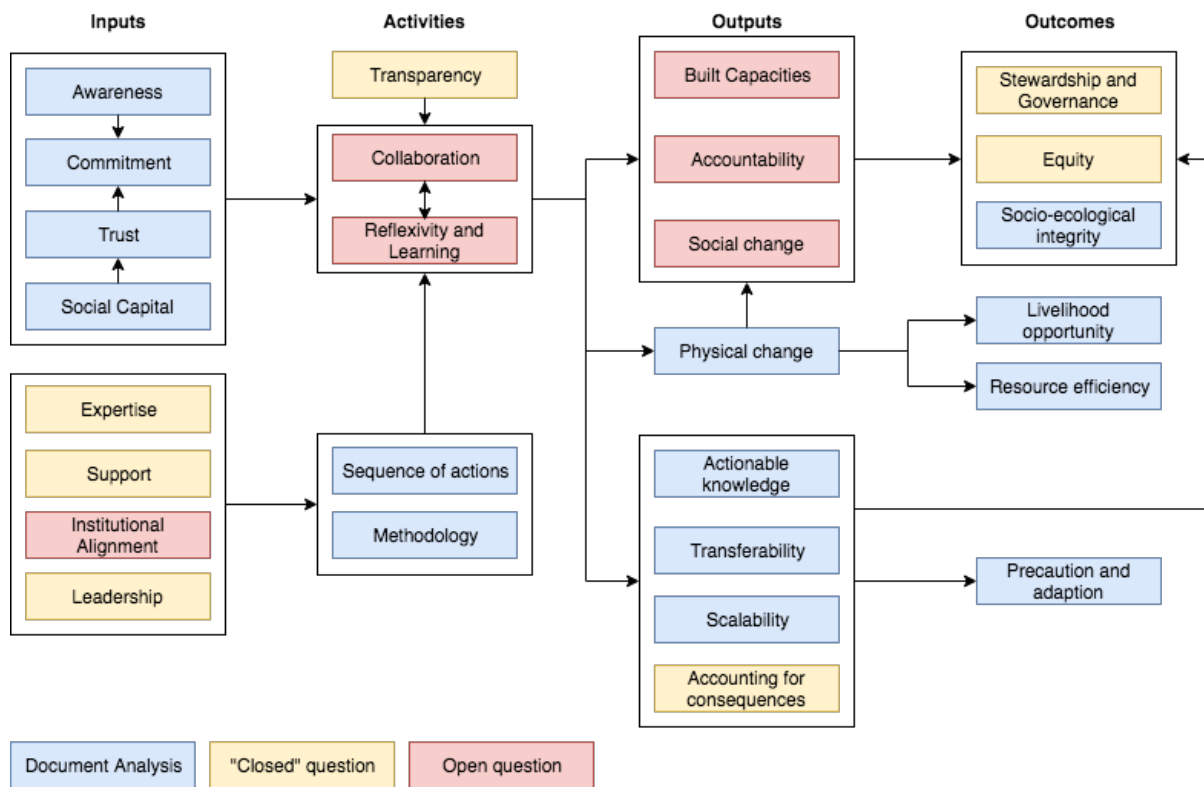 Inputs
Activities
Outputs
Outcomes
Awareness
Commitment
Trust
Social Capital
Expertise
Support
Institutional
Alignment
Leadership
Transparency
Collaboration
Reflexivity and
Learning
Sequence of actions
Methodology
Built Capacities
Accountability
Social change
Physical change
Actionable
knowledge
Transferability
Scalability
Accounting for
consequences
Stewardship and
Governance
Equity
Socio-ecological
integrity
Livelihood
opportunity
Resource efficiency
Precaution and
adaption
Document Analysis
"Closed" question
Open question